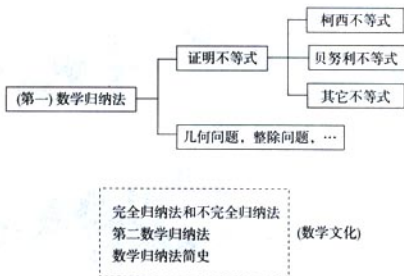 柯西不等式
证明不等式
贝努利不等式
(第一)数学归纳法
其它不等式
几何问题，整除问题，…
完全归纳法和不完全归纳法
第二数学归纳法
(数学文化)
数学归纳法简史